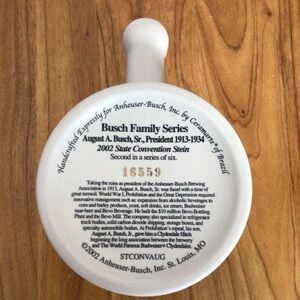 Handcrafted Expressly for Anheuser-Busch, Inc. by Ceramarte® of Brazil
Busch Family Series
August A. Busch, Sr., President 1913-1934
2002 State Convention Stein
Second in a series of six.
16559
Taking the reins as president of the Anheuser-Busch Brewing
Association in 1913, August A. Busch, Sr. was faced with a time of
great turmoil. World War I, Prohibition and the Great Depression required
innovative management such as: expansion from alcoholic beverages to
corn and barley products, yeast, soft drinks, ice cream, Budweiser
near-beer and Bevo Beverage. He built the $10 million Bevo Bottling
Plant and the Bevo Mill. The company also specialized in refrigerator
truck bodies, solid carbon dioxide shipping, storage boxes, and
specialty automobile bodies. At Prohibition's repeal, his son,
August A. Busch, Jr., gave him a Clydesdale Hitch
beginning the long association between the brewery
and The World Famous Budweiser® Clydesdales.
STCONVAUG
©2002 Anheuser-Busch, Inc. St. Louis, MO